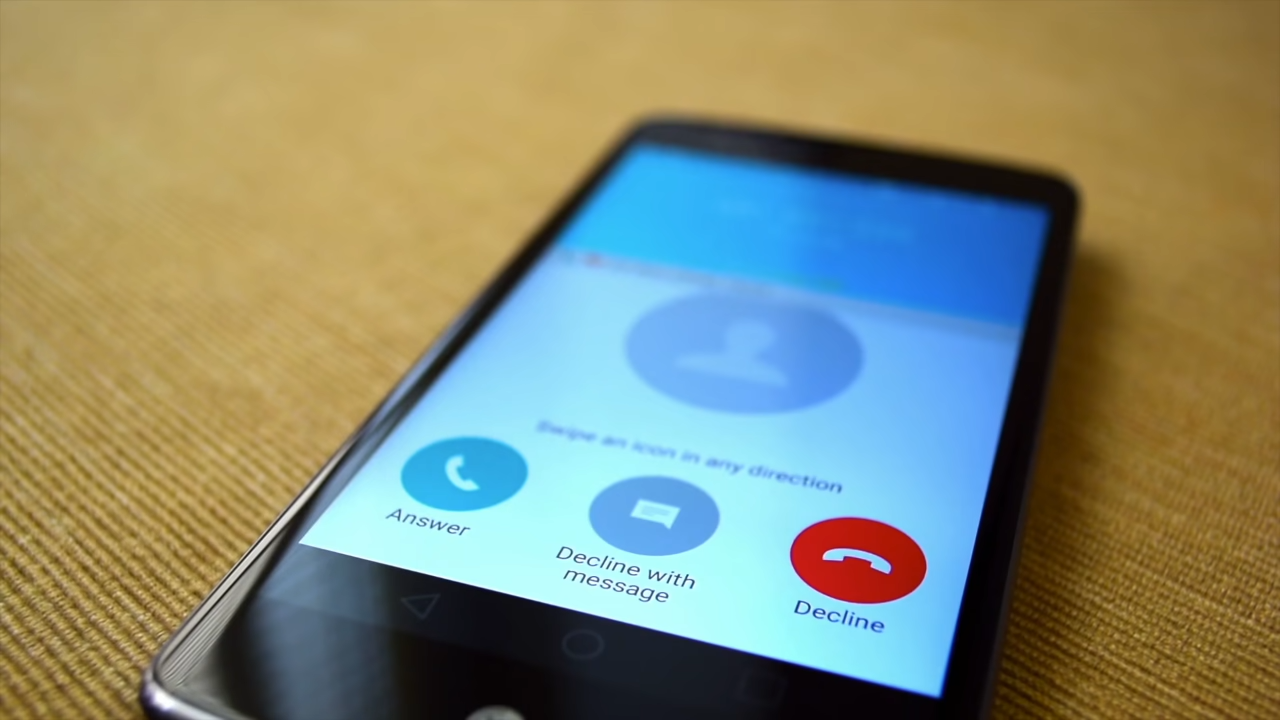 Swipe an icon in any direction
Answer
Decline with
message
Decline